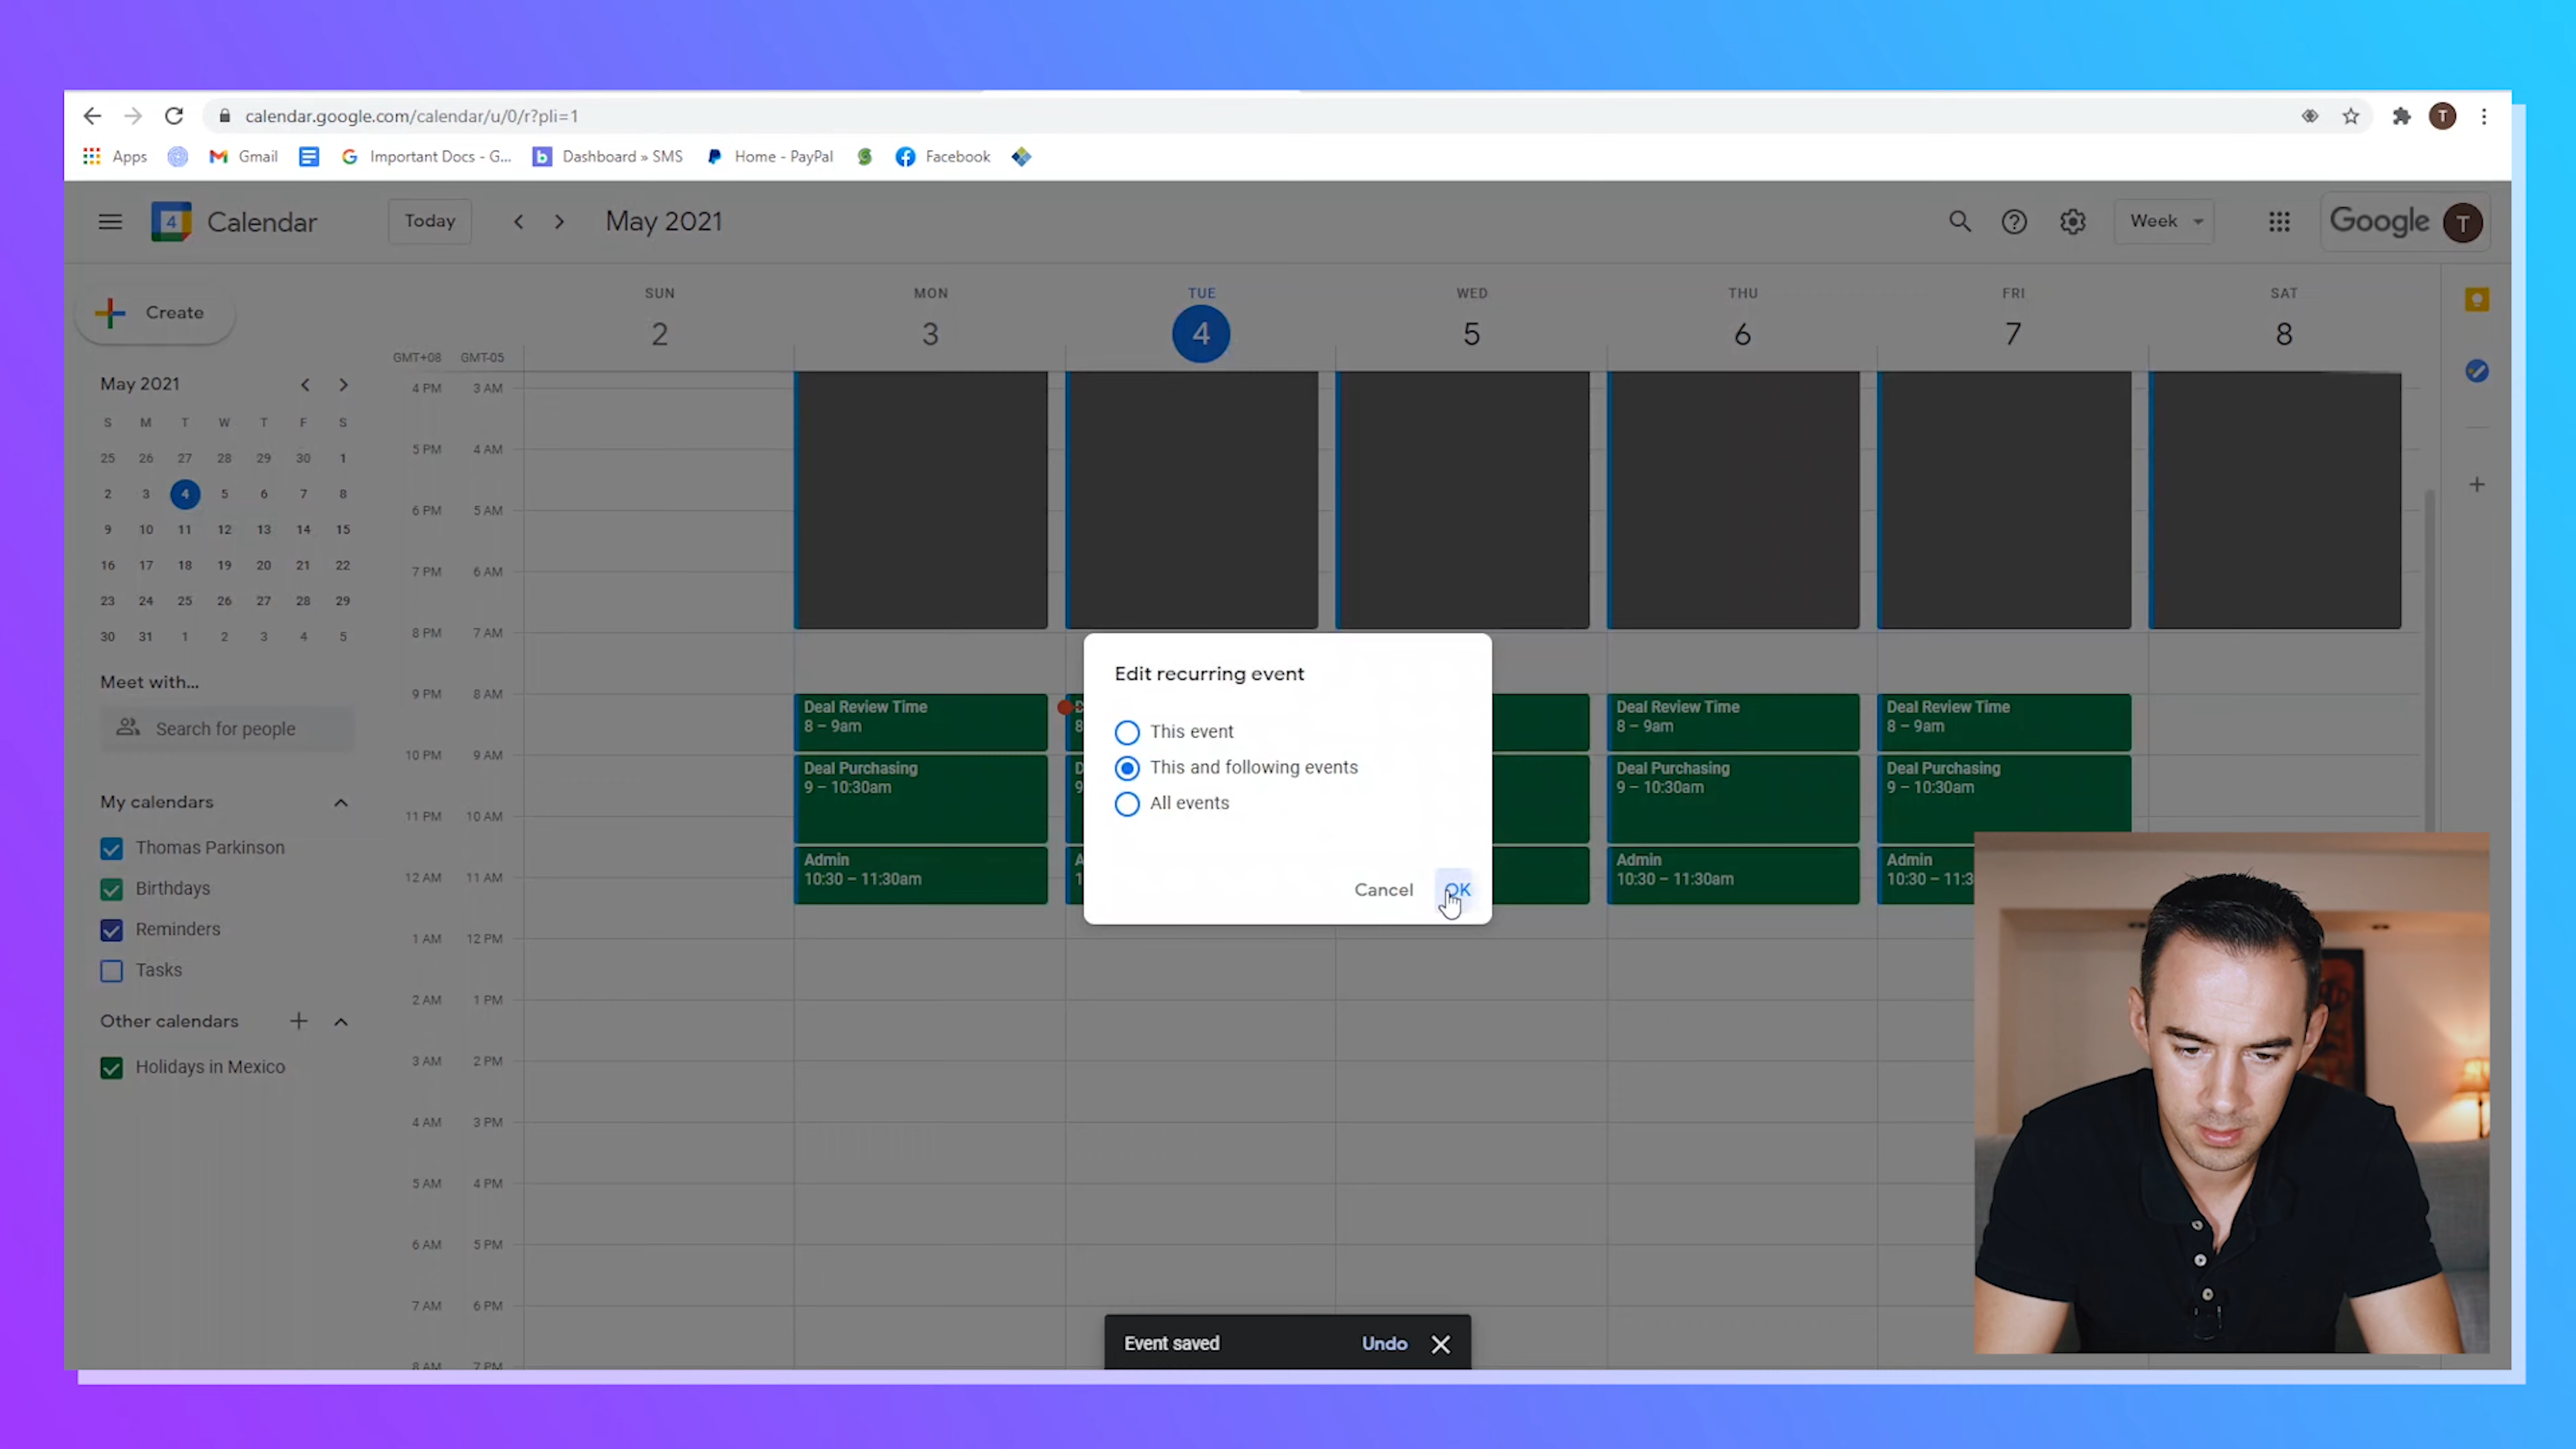 calendar.google.com/calendar/u/0/r?pli=1
T
Apps
Gmail
Important Docs - G...
Dashboard » SMS
Home - PayPal
Facebook
4 Calendar
Today
May 2021
Week
Google T
Create
SUN
MON
TUE
WED
THU
FRI
SAT
2
3
4
5
6
7
8
GMT+08 GMT-05
May 2021
S M T W T F S
25 26 27 28 29 30 1
2 3 4 5 6 7 8
9 10 11 12 13 14 15
16 17 18 19 20 21 22
23 24 25 26 27 28 29
30 31 1 2 3 4 5
Meet with...
Search for people
My calendars
Thomas Parkinson
Birthdays
Reminders
Tasks
Other calendars
Holidays in Mexico
4 PM 3 AM
5 PM 4 AM
6 PM 5 AM
7 PM 6 AM
8 PM 7 AM
9 PM 8 AM
10 PM 9 AM
11 PM 10 AM
12 AM 11 AM
1 AM 12 PM
2 AM 1 PM
3 AM 2 PM
4 AM 3 PM
5 AM 4 PM
6 AM 5 PM
7 AM 6 PM
8 AM 7 PM
Deal Review Time
8 – 9am
Deal Purchasing
9 – 10:30am
Admin
10:30 – 11:30am
Edit recurring event
This event
This and following events
All events
Cancel
OK
Deal Review Time
8 – 9am
Deal Purchasing
9 – 10:30am
Admin
10:30 – 11:30am
Deal Review Time
8 – 9am
Deal Purchasing
9 – 10:30am
Admin
10:30 – 11:3
Event saved
Undo